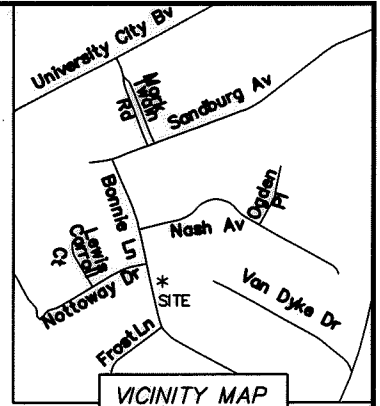 University City Bv
Mark
Twain
Rd
Sandburg Av
Bonnie Ln
Ogden
Pl
Nash Av
Lewis
Carroll
Ct
Nottoway Dr
*
SITE
Van Dyke Dr
Frost Ln
VICINITY MAP